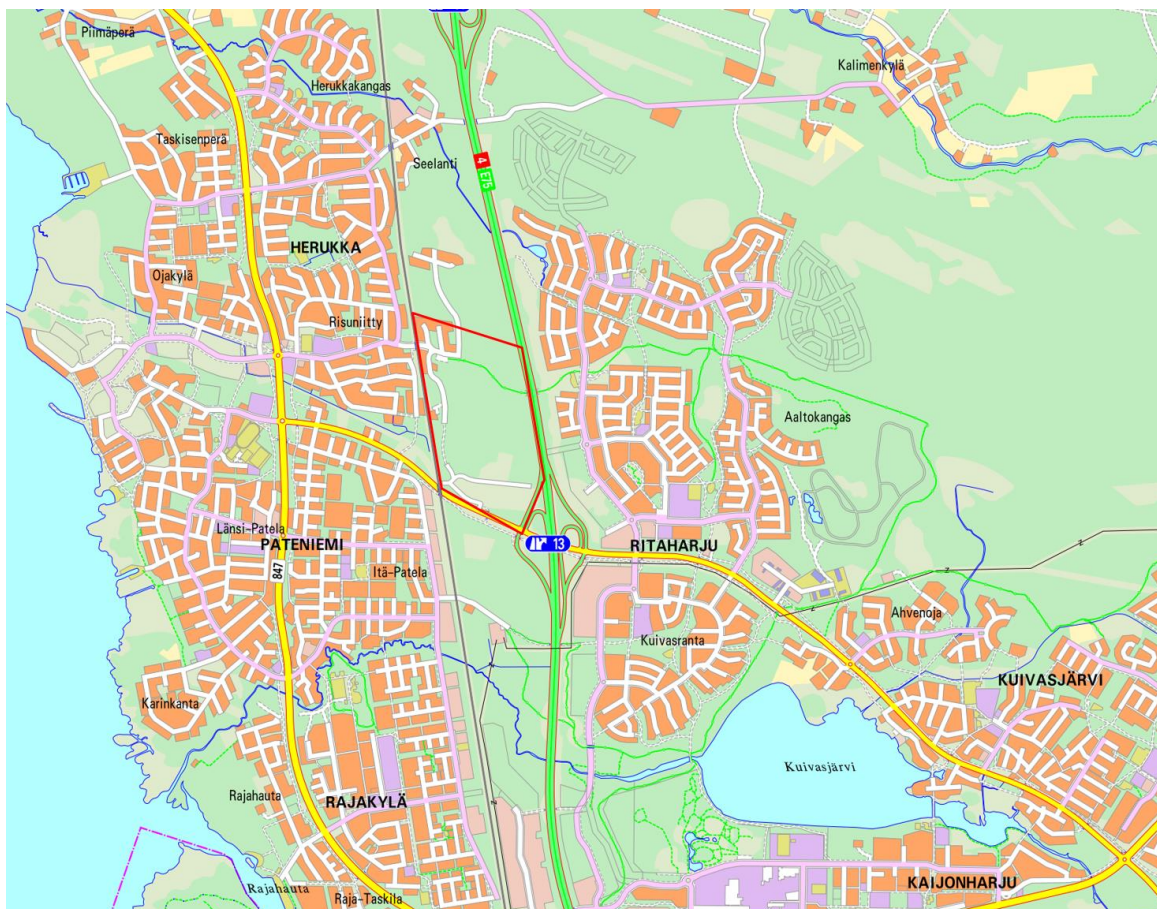 Piimäperä
Kalimenkylä
Herukkakangas
Taskisenperä
Seelanti
4
E75
HERUKKA
Ojakylä
Risuniitty
Aaltokangas
Länsi-Patela
PATENIEMI
13
RITAHARJU
847
Itä-Patela
Ahvenoja
Kuivasranta
KUIVASJÄRVI
Karinkanta
Kuivasjärvi
Rajahauta
RAJAKYLÄ
Rajahauta
KAIJONHARJU
Raja-Taskila